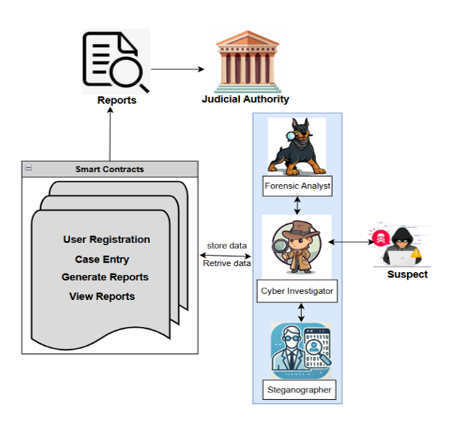 Reports
Judicial Authority
Smart Contracts
User Registration
Case Entry
Generate Reports
View Reports
store data
Retrive data
Forensic Analyst
Cyber Investigator
Steganographer
Suspect